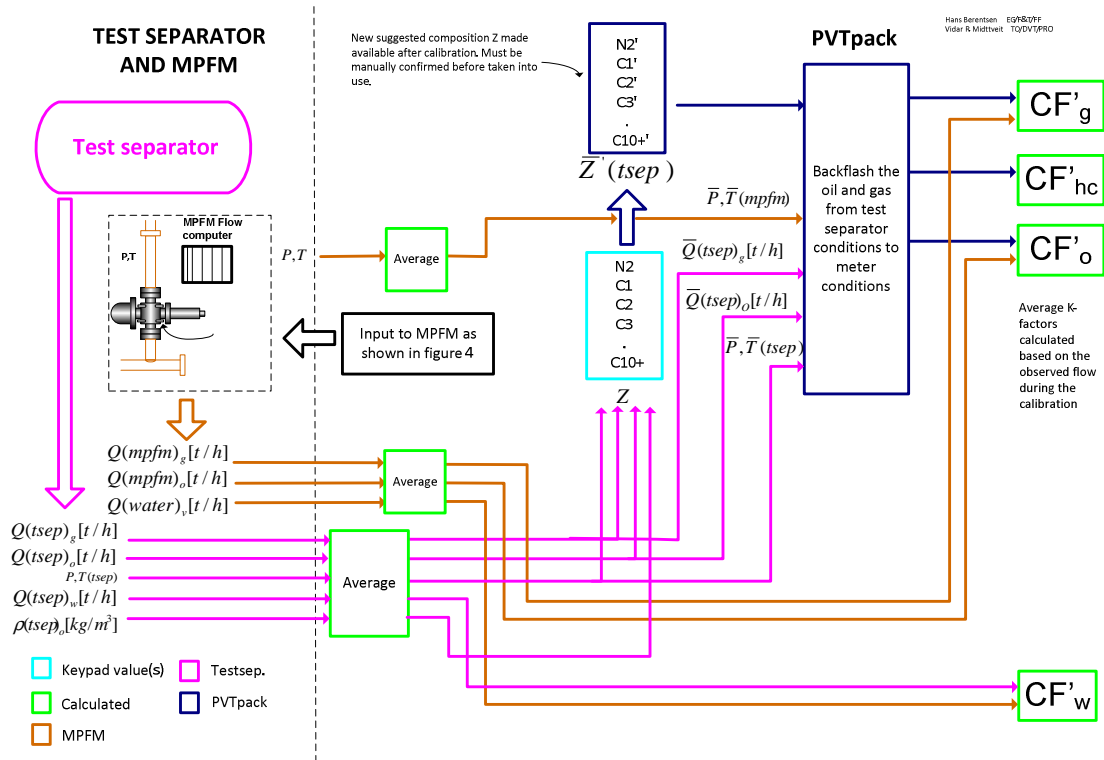 TEST SEPARATOR
AND MPFM
Test separator
MPFM Flow
computer
P,T
P,T
Average
Input to MPFM as
shown in figure 4
New suggested composition Z made
available after calibration. Must be
manually confirmed before taken into
use.
N2'
C1'
C2'
C3'
.
C10+'
Z̅'(tsep)
N2
C1
C2
C3
.
C10+
Z
PVTpack
Hans Berentsen EG/F&T/FF
Vidar R Midttveit TO/DVT/PRO
P̅,T̅(mpfm)
Q̅(tsep)g[t/h]
Q̅(tsep)O[t/h]
P̅,T̅(tsep)
Backflash the
oil and gas
from test
separator
conditions to
meter
conditions
CF'g
CF'hc
CF'o
Average K-
factors
calculated
based on the
observed flow
during the
calibration
Q(mpfm)g[t/h]
Q(mpfm)o[t/h]
Q(water)v[t/h]
Average
Q(tsep)g[t/h]
Q(tsep)o[t/h]
P,T(tsep)
Q(tsep)w[t/h]
ρ(tsep)o[kg/m³]
Average
CF'w
Keypad value(s)
Testsep.
Calculated
PVTpack
MPFM